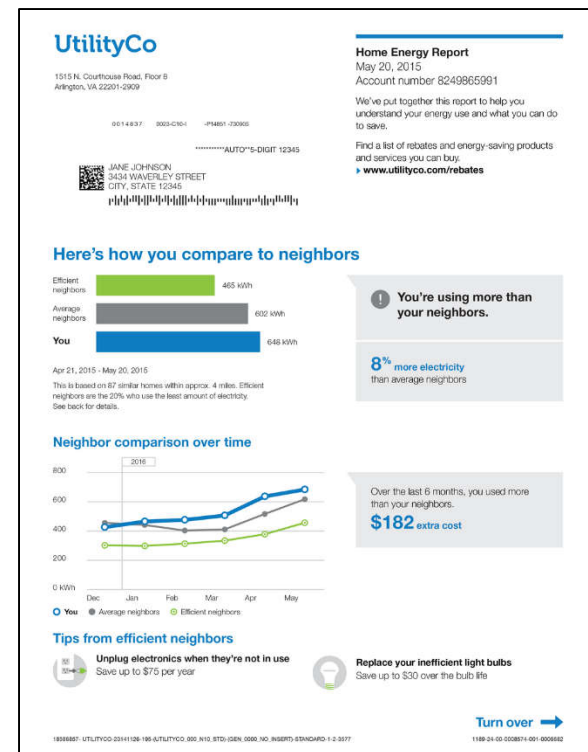 UtilityCo
1515 N. Courthouse Road, Floor 8
Arlington, VA 22201-2909
Home Energy Report
May 20, 2015
Account number 8249865991
We've put together this report to help you
understand your energy use and what you can do
to save.
Find a list of rebates and energy-saving products
and services you can buy.
www.utilityco.com/rebates
***********AUTO**5-DIGIT 12345
JANE JOHNSON
3434 WAVERLEY STREET
CITY, STATE 12345
Here's how you compare to neighbors
Efficient
neighbors
465 kWh
Average
neighbors
602 kWh
You
648 kWh
You're using more than
your neighbors.
8% more electricity
than average neighbors
Apr 21, 2015 - May 20, 2015
This is based on 87 similar homes within approx. 4 miles. Efficient
neighbors are the 20% who use the least amount of electricity.
See back for details.
Neighbor comparison over time
2016
800
600
400
200
0 kWh
Dec Jan Feb Mar Apr May
You Average neighbors Efficient neighbors
Over the last 6 months, you used more
than your neighbors.
$182 extra cost
Tips from efficient neighbors
Unplug electronics when they're not in use
Save up to $75 per year
Replace your inefficient light bulbs
Save up to $30 over the bulb life
Turn over